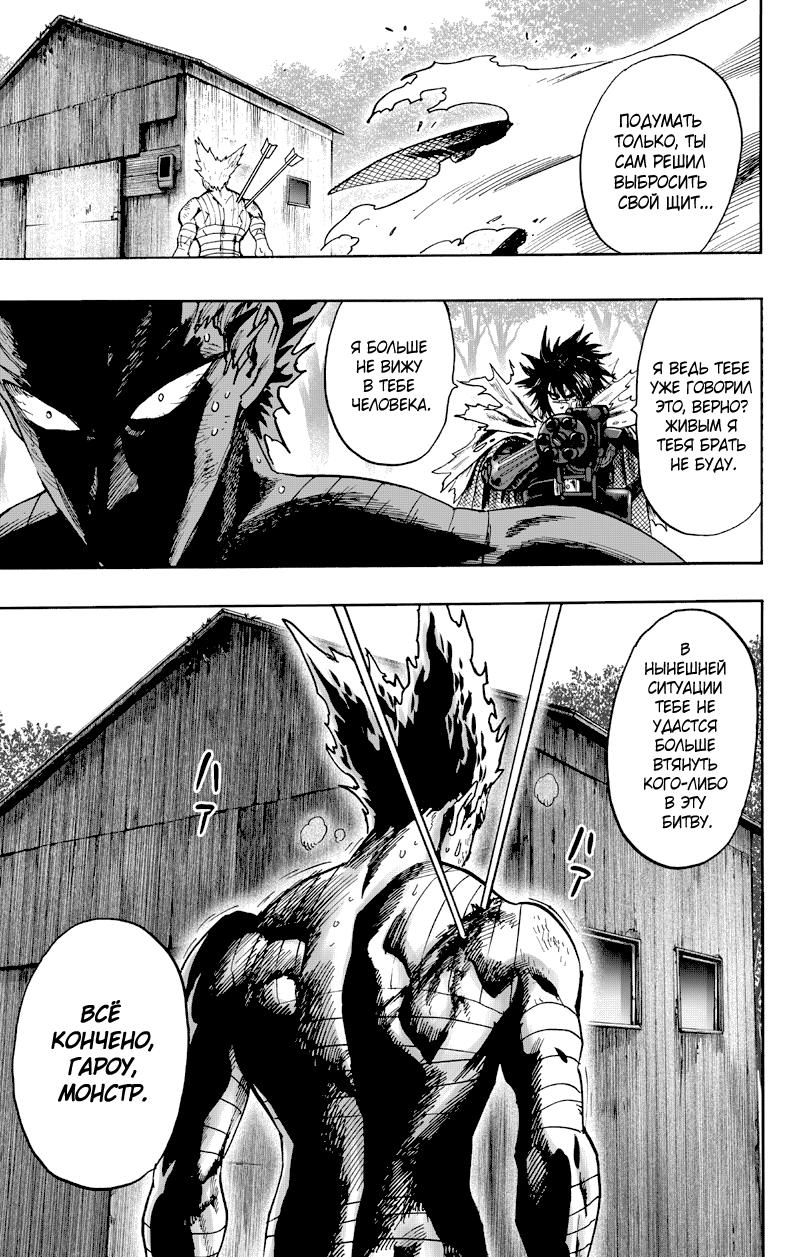 ПОДУМАТЬ
ТОЛЬКО, ТЫ
САМ РЕШИЛ
ВЫБРОСИТЬ
СВОЙ ЩИТ...
Я ВЕДЬ ТЕБЕ
УЖЕ ГОВОРИЛ
ЭТО, ВЕРНО?
ЖИВЫМ Я
ТЕБЯ БРАТЬ
НЕ БУДУ.
Я БОЛЬШЕ
НЕ ВИЖУ
В ТЕБЕ
ЧЕЛОВЕКА.
В
НЫНЕШНЕЙ
СИТУАЦИИ
ТЕБЕ НЕ
УДАСТСЯ
БОЛЬШЕ
ВТЯНУТЬ
КОГО-ЛИБО
В ЭТУ
БИТВУ.
ハァ
ハァ
ВСЁ
КОНЧЕНО,
ГАРОУ,
МОНСТР.